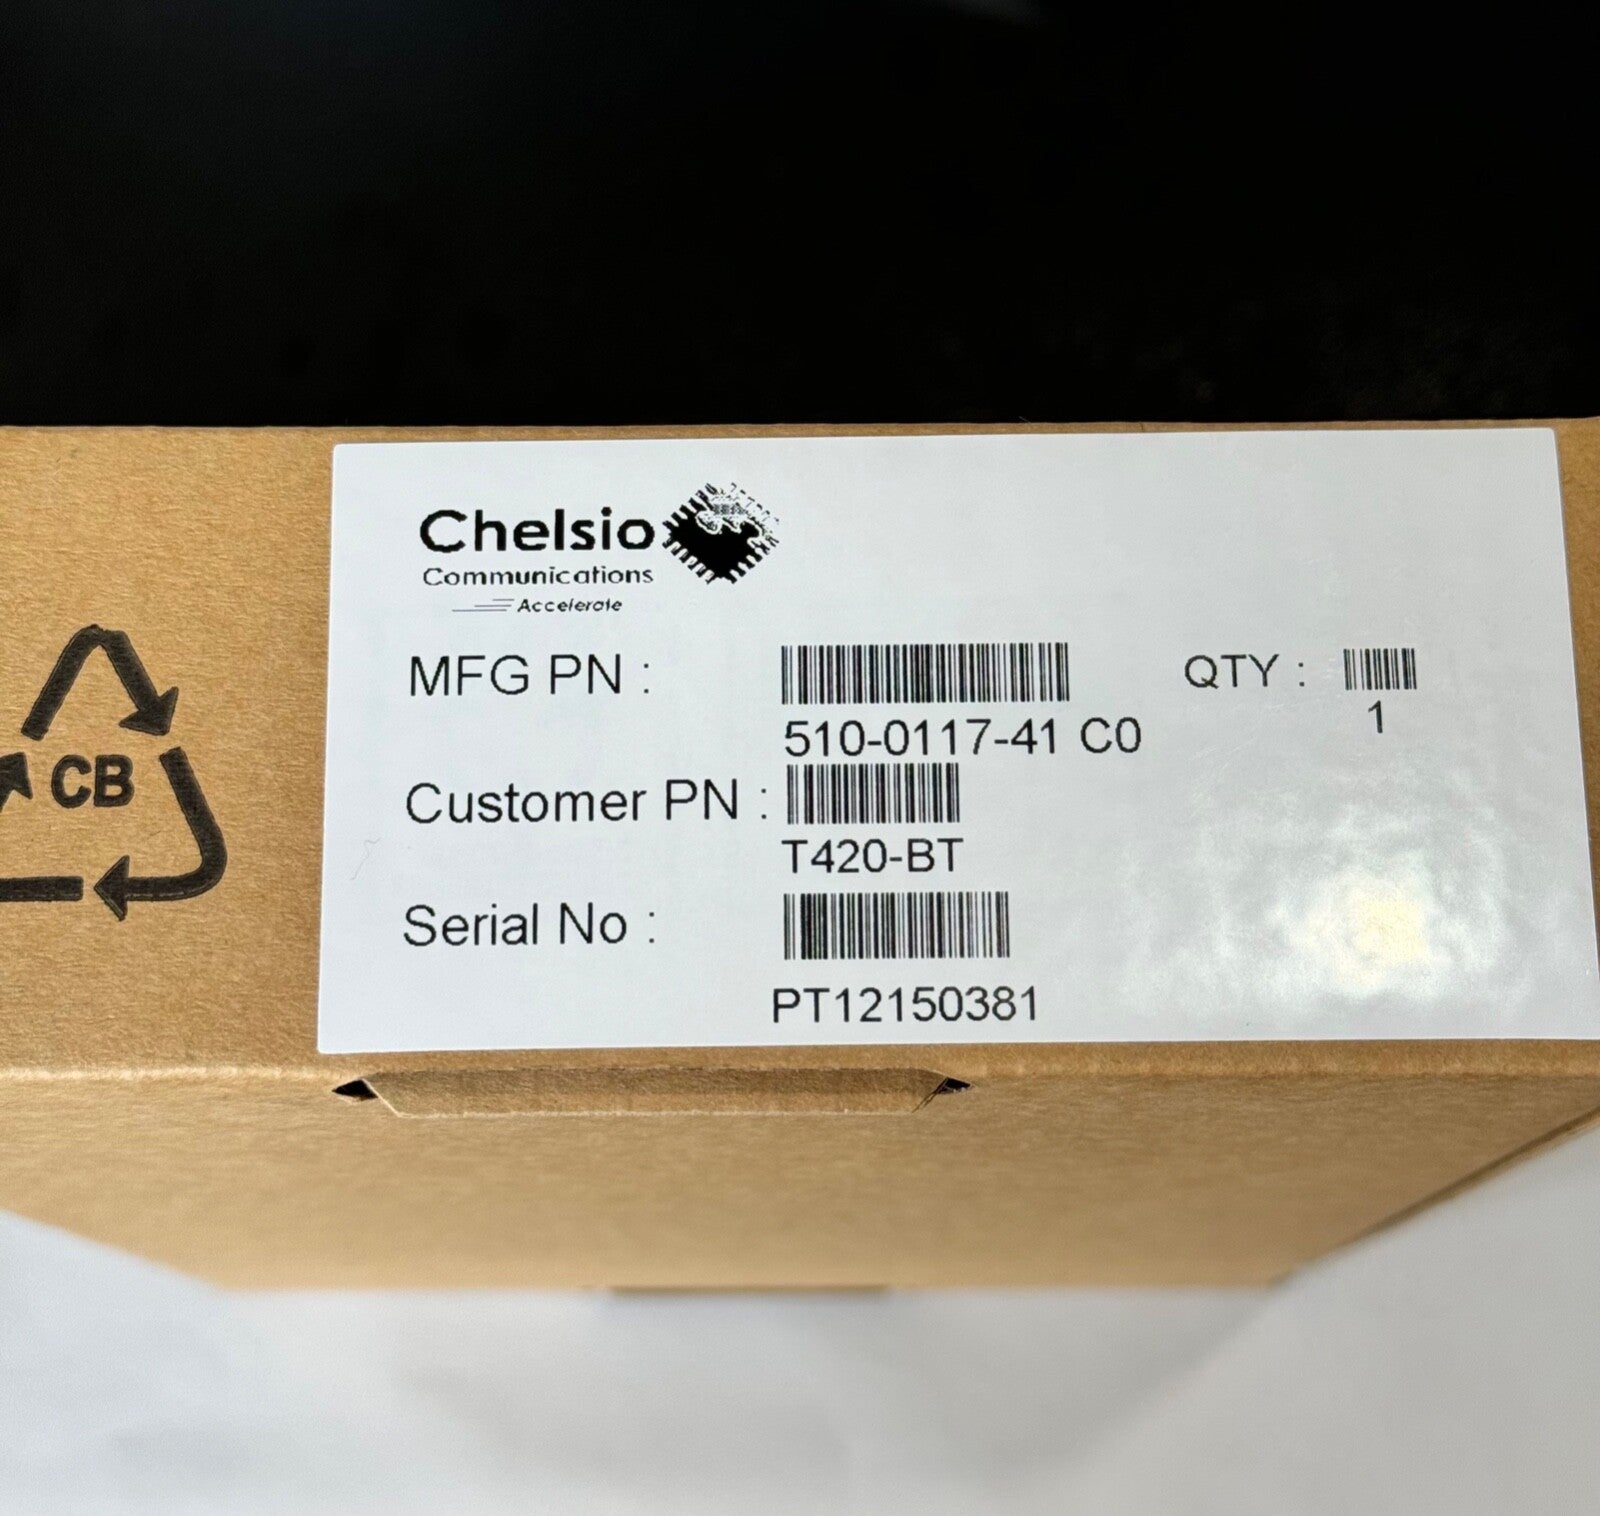 Chelsio
Communications
Accelerate
MFG PN :
510-0117-41 C0
QTY :
1
Customer PN :
T420-BT
Serial No :
PT12150381
CB